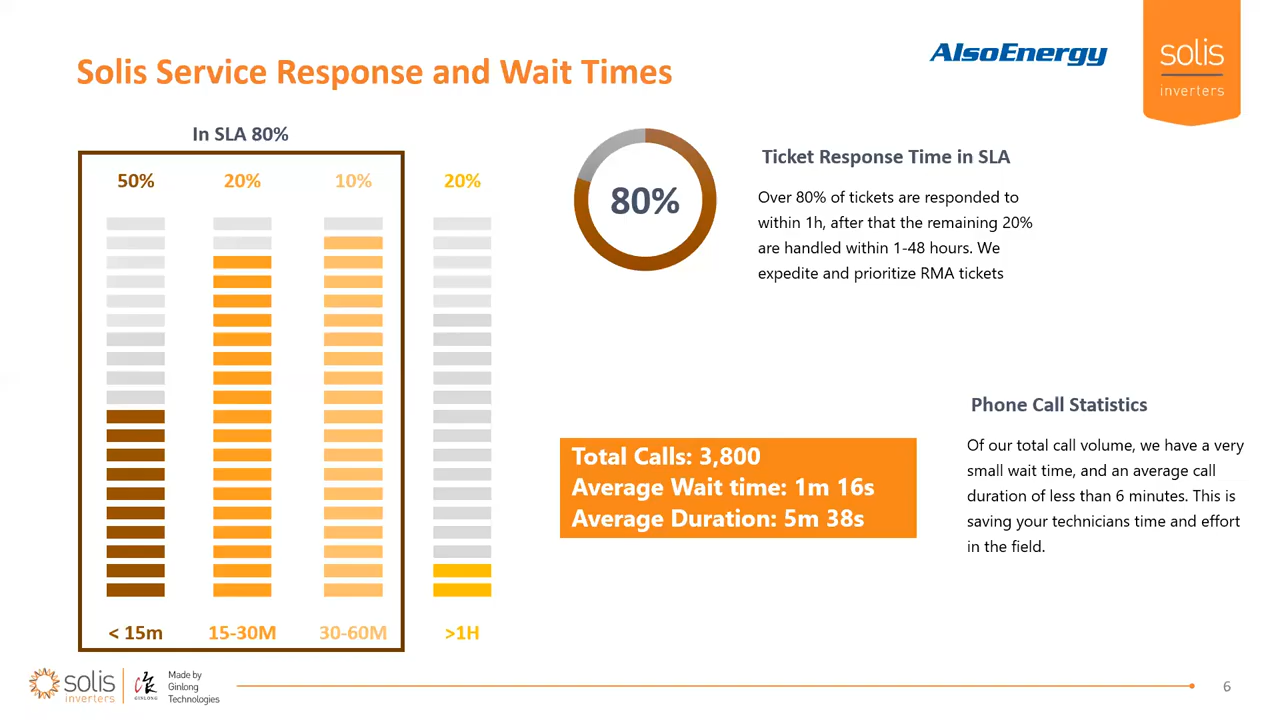 Solis Service Response and Wait Times
AlsoEnergy
solis
inverters
In SLA 80%
50%
20%
10%
20%
< 15m
15-30M
30-60M
>1H
80%
Ticket Response Time in SLA
Over 80% of tickets are responded to
within 1h, after that the remaining 20%
are handled within 1-48 hours. We
expedite and prioritize RMA tickets
Total Calls: 3,800
Average Wait time: 1m 16s
Average Duration: 5m 38s
Phone Call Statistics
Of our total call volume, we have a very
small wait time, and an average call
duration of less than 6 minutes. This is
saving your technicians time and effort
in the field.
solis
inverters
GINLONG
Made by
Ginlong
Technologies
6